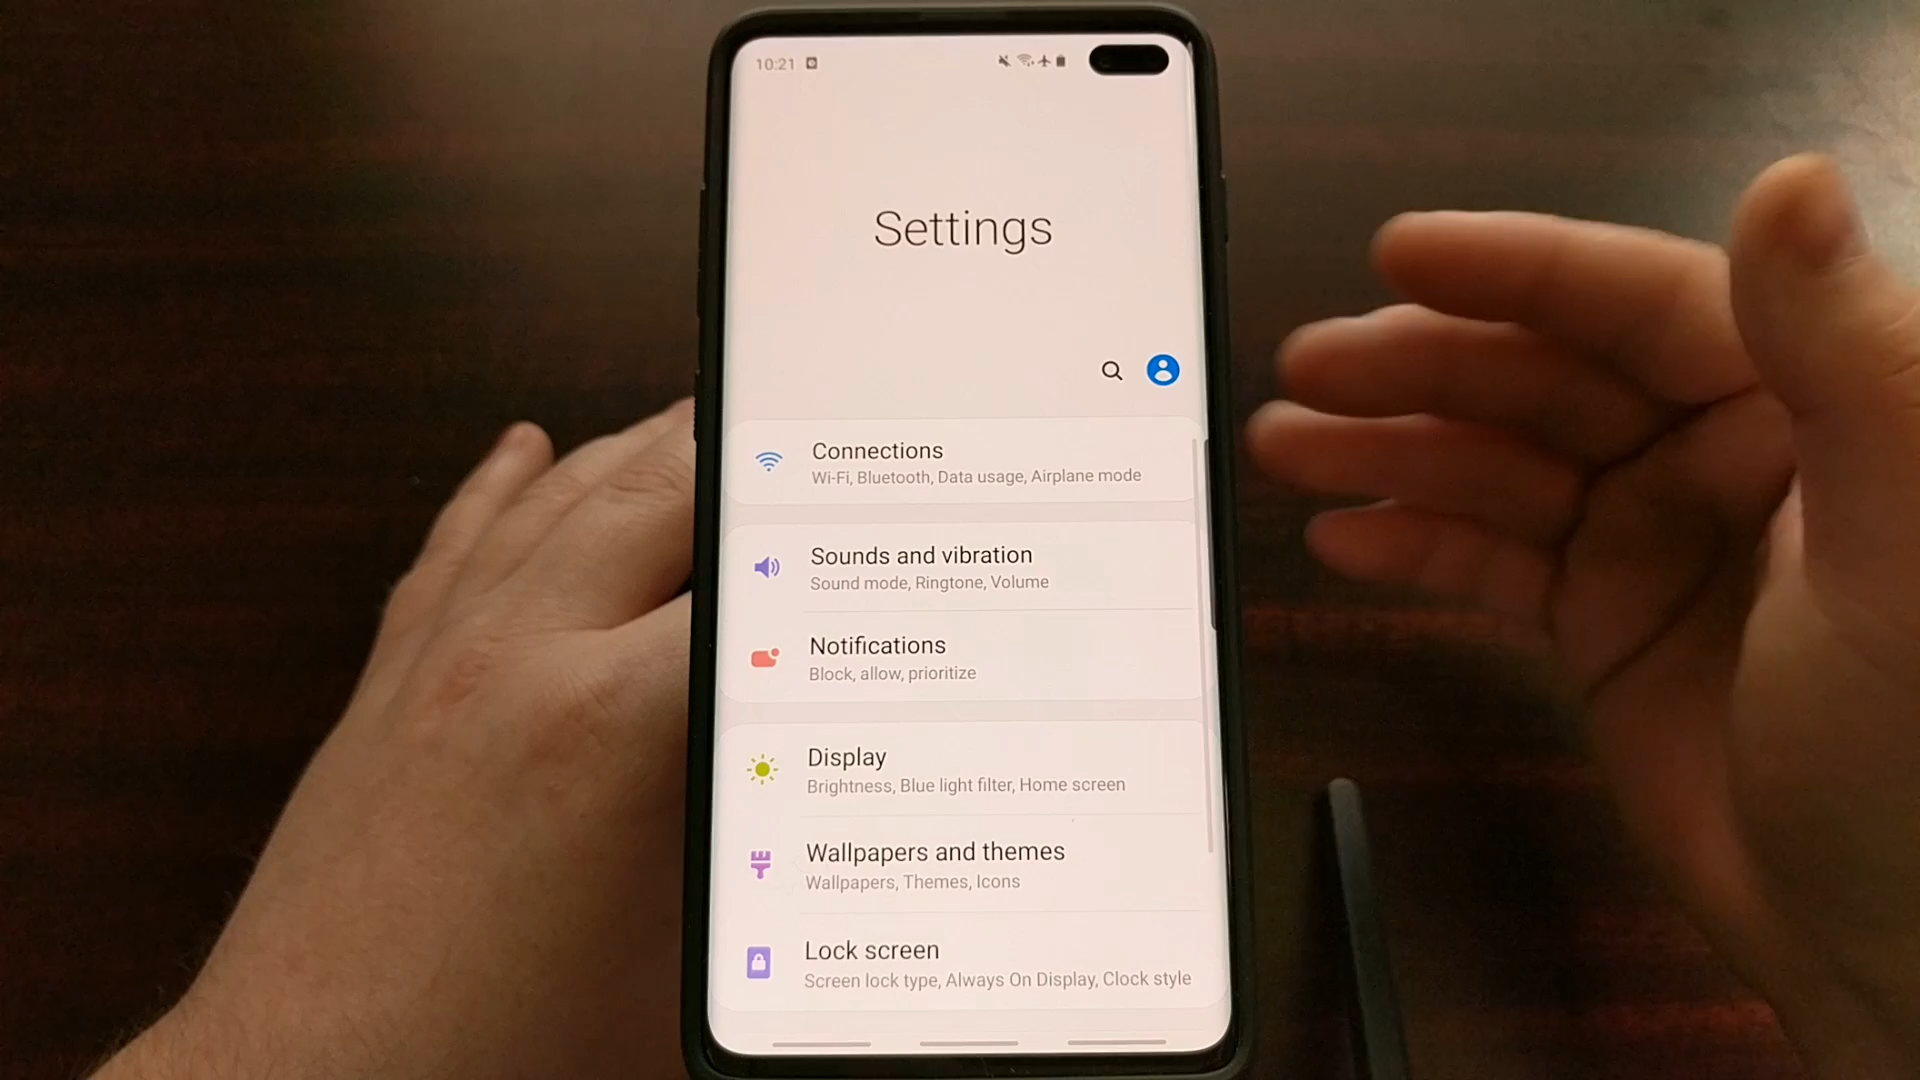 10:21
Settings
Connections
Wi-Fi, Bluetooth, Data usage, Airplane mode
Sounds and vibration
Sound mode, Ringtone, Volume
Notifications
Block, allow, prioritize
Display
Brightness, Blue light filter, Home screen
Wallpapers and themes
Wallpapers, Themes, Icons
Lock screen
Screen lock type, Always On Display, Clock style